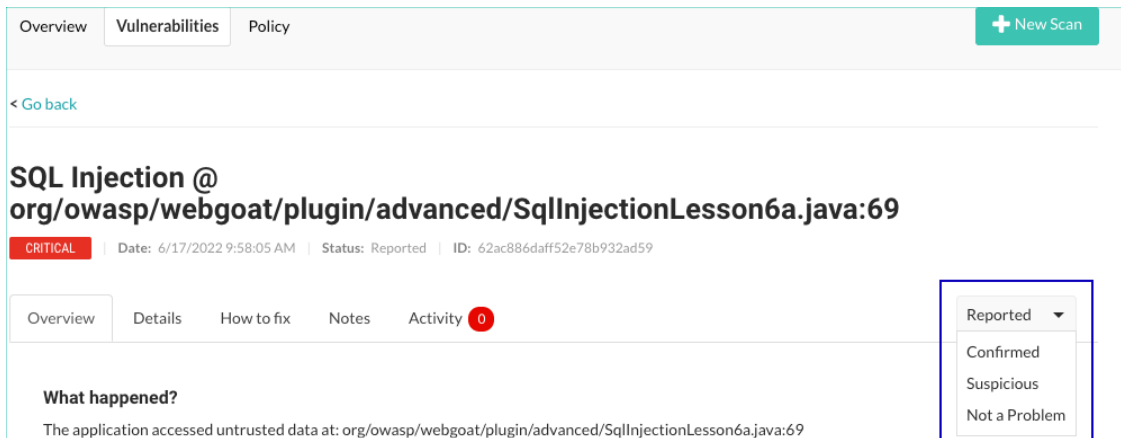 Overview Vulnerabilities Policy
New Scan
< Go back
SQL Injection @
org/owasp/webgoat/plugin/advanced/SqlInjectionLesson6a.java:69
CRITICAL | Date: 6/17/2022 9:58:05 AM | Status: Reported | ID: 62ac886daff52e78b932ad59
Overview Details How to fix Notes Activity 0
Reported
Confirmed
Suspicious
Not a Problem
What happened?
The application accessed untrusted data at: org/owasp/webgoat/plugin/advanced/SqlInjectionLesson6a.java:69